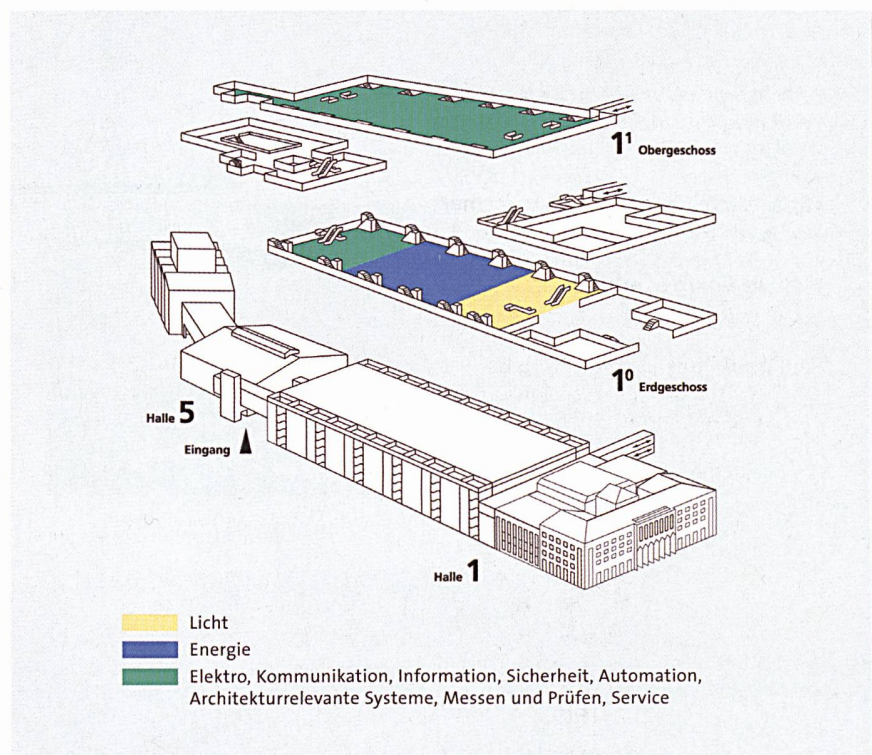 1¹ Obergeschoss
1⁰ Erdgeschoss
Halle 5
Eingang
Halle 1
Licht
Energie
Elektro, Kommunikation, Information, Sicherheit, Automation,
Architekturrelevante Systeme, Messen und Prüfen, Service